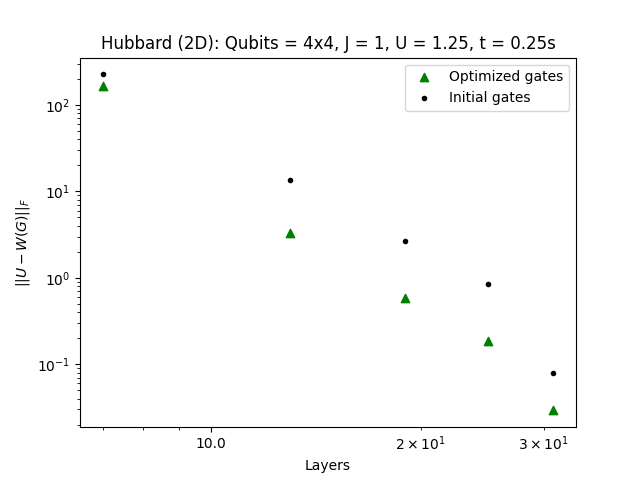 Hubbard (2D): Qubits = 4x4, J = 1, U = 1.25, t = 0.25s
Optimized gates
Initial gates
||U − W(G)||_F
10²
10¹
10⁰
10⁻¹
10.0
2 × 10¹
3 × 10¹
Layers